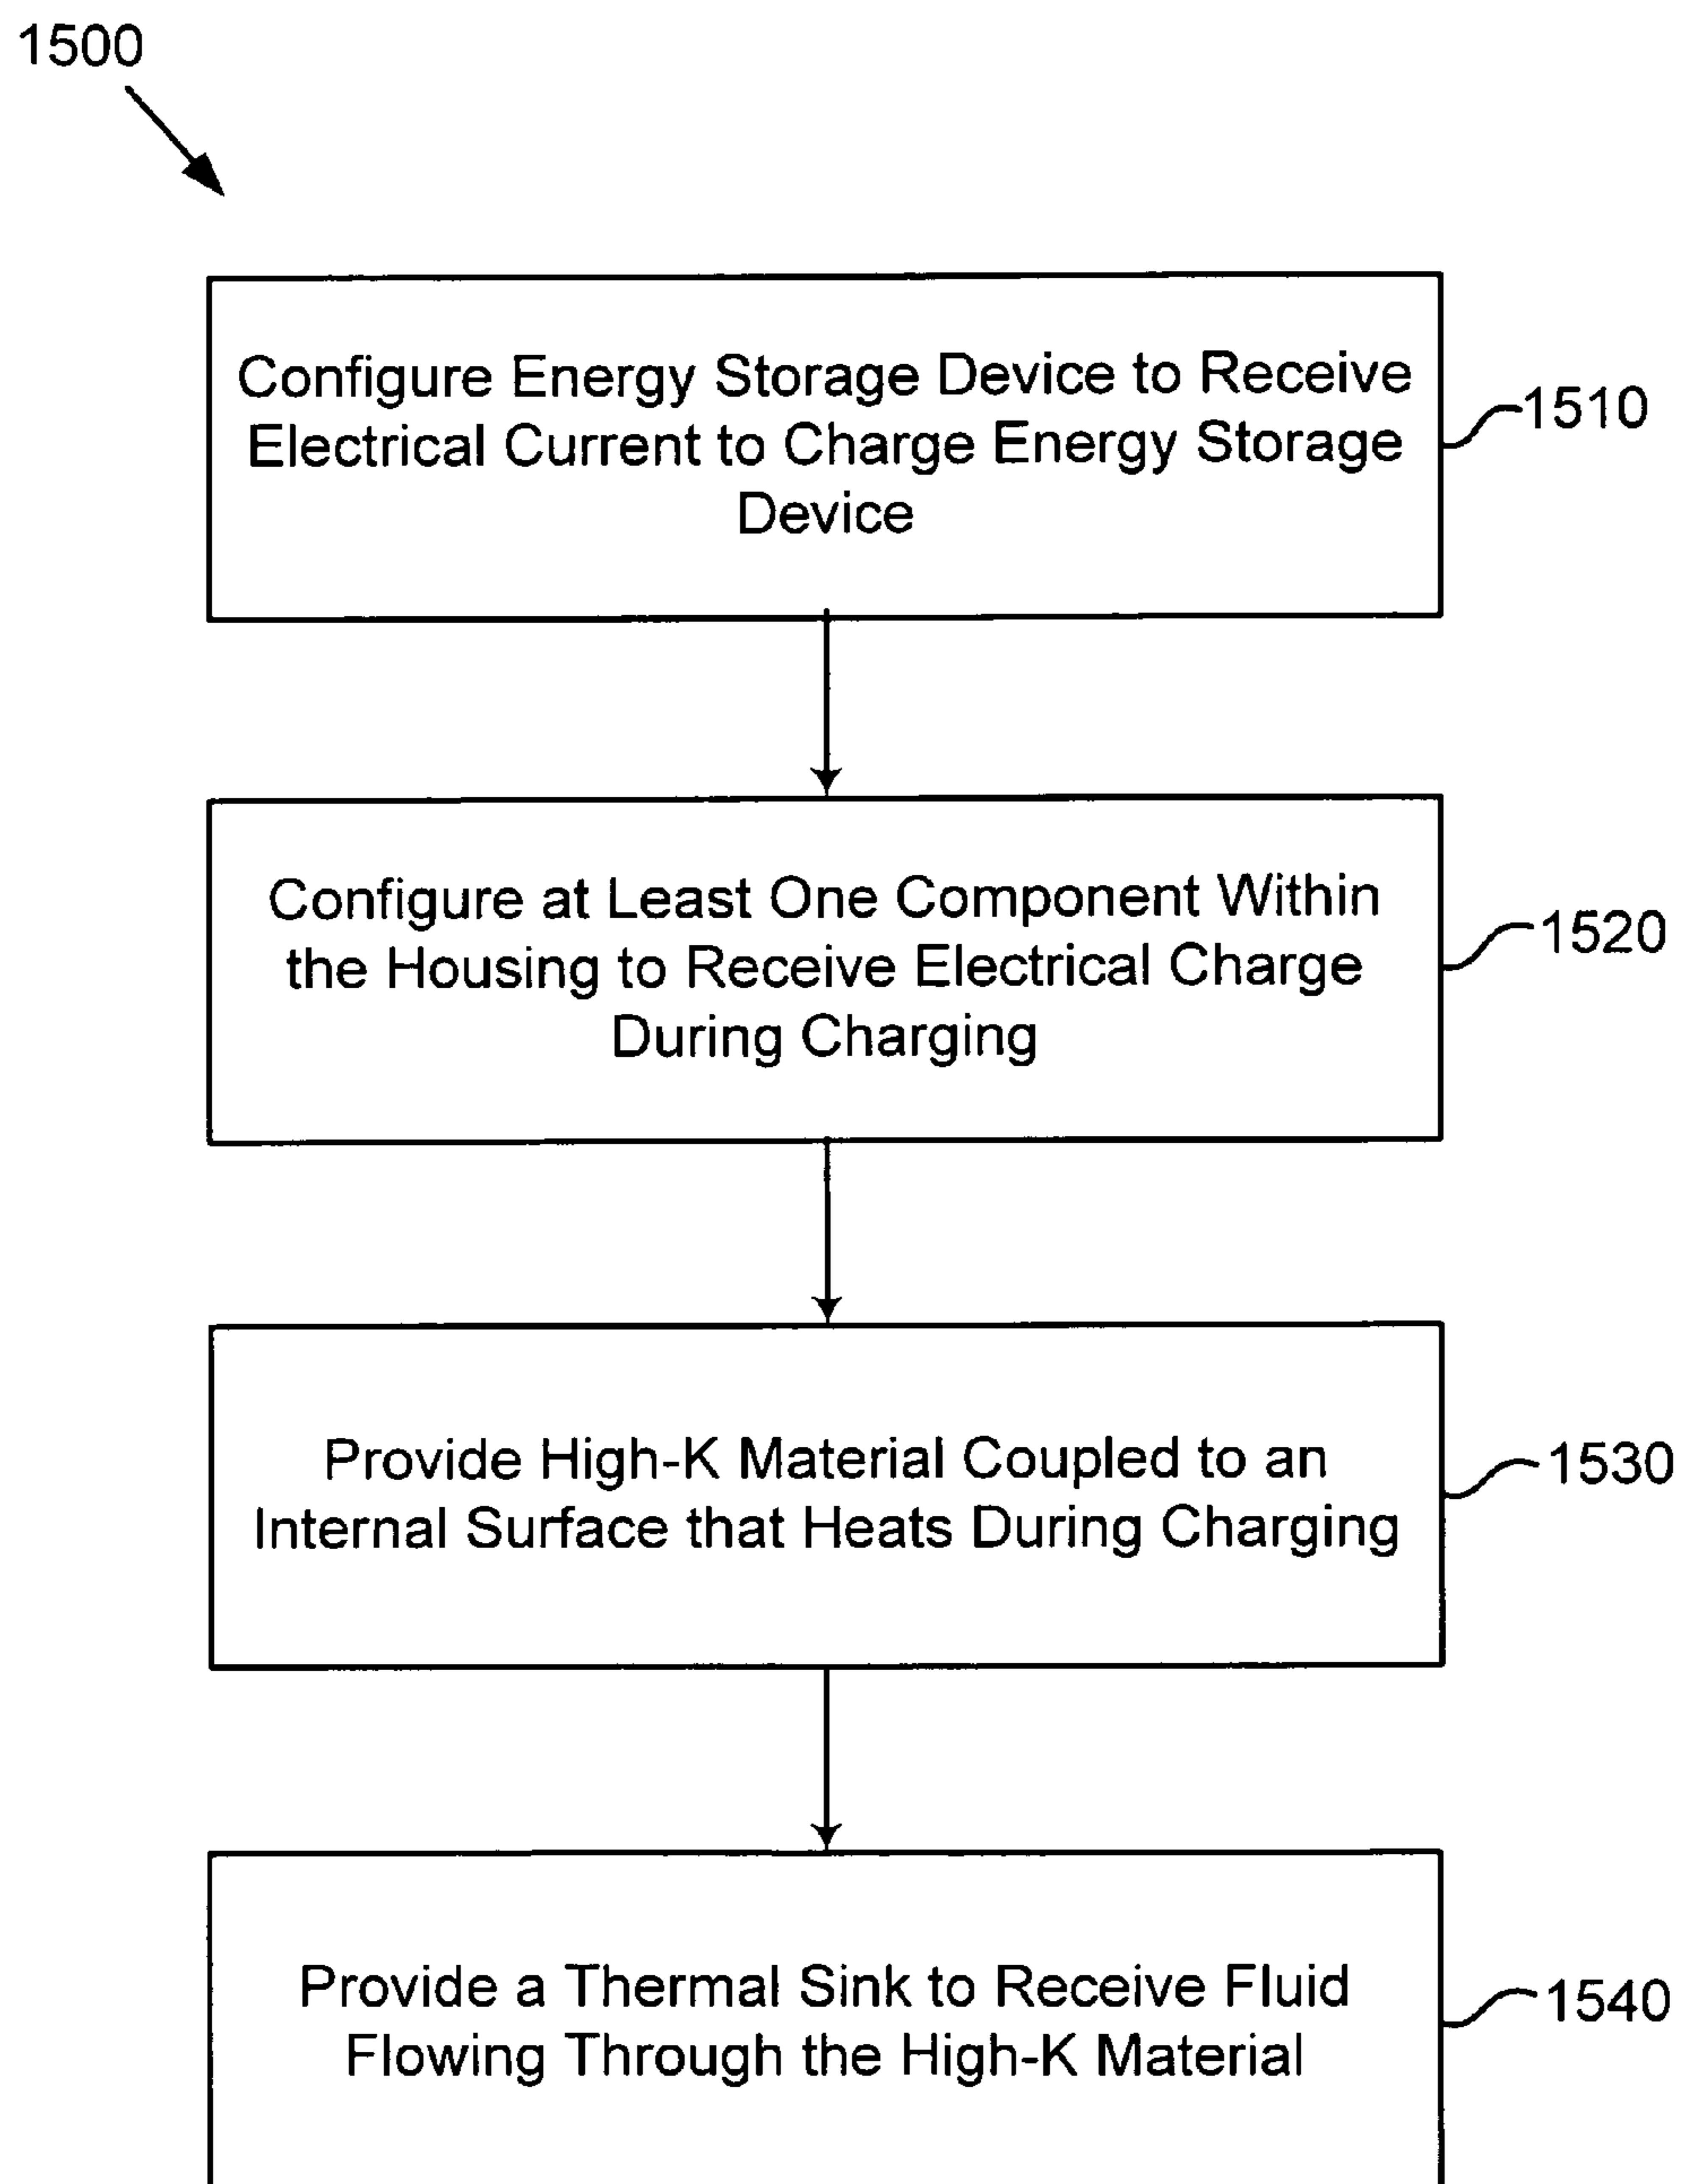 1500
Configure Energy Storage Device to Receive
Electrical Current to Charge Energy Storage
Device
1510
Configure at Least One Component Within
the Housing to Receive Electrical Charge
During Charging
1520
Provide High-K Material Coupled to an
Internal Surface that Heats During Charging
1530
Provide a Thermal Sink to Receive Fluid
Flowing Through the High-K Material
1540